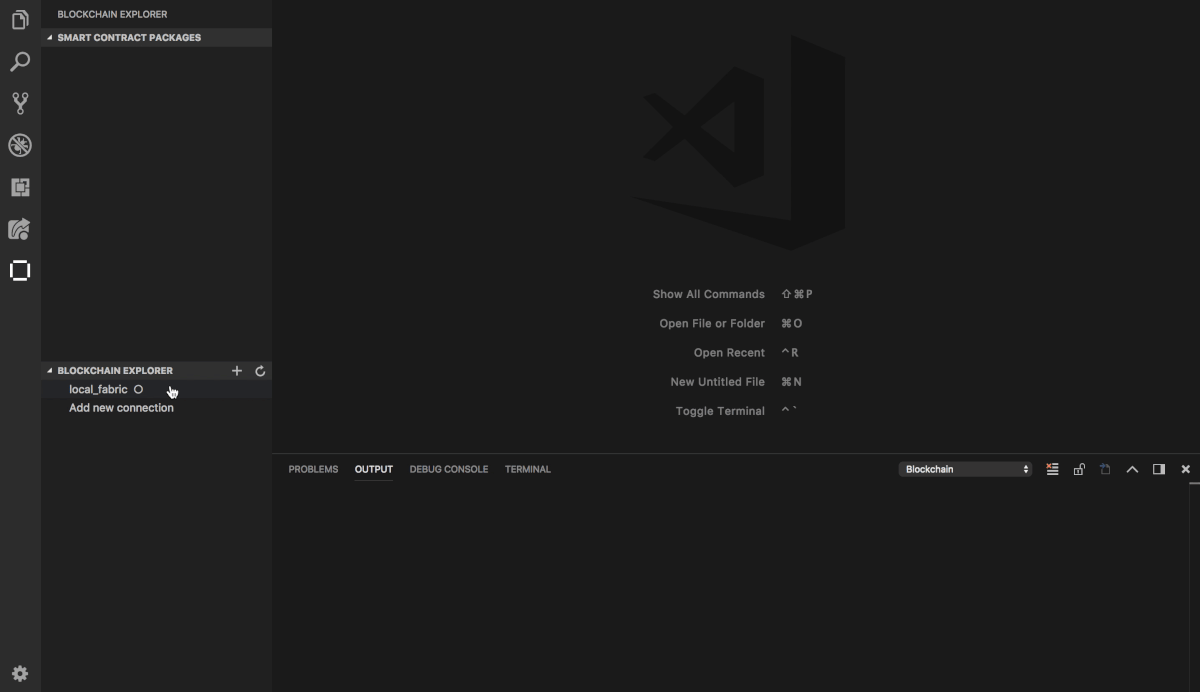 BLOCKCHAIN EXPLORER
SMART CONTRACT PACKAGES
BLOCKCHAIN EXPLORER
local_fabric
Add new connection
Show All Commands ⇧⌘P
Open File or Folder ⌘O
Open Recent ^R
New Untitled File ⌘N
Toggle Terminal ^`
PROBLEMS OUTPUT DEBUG CONSOLE TERMINAL Blockchain